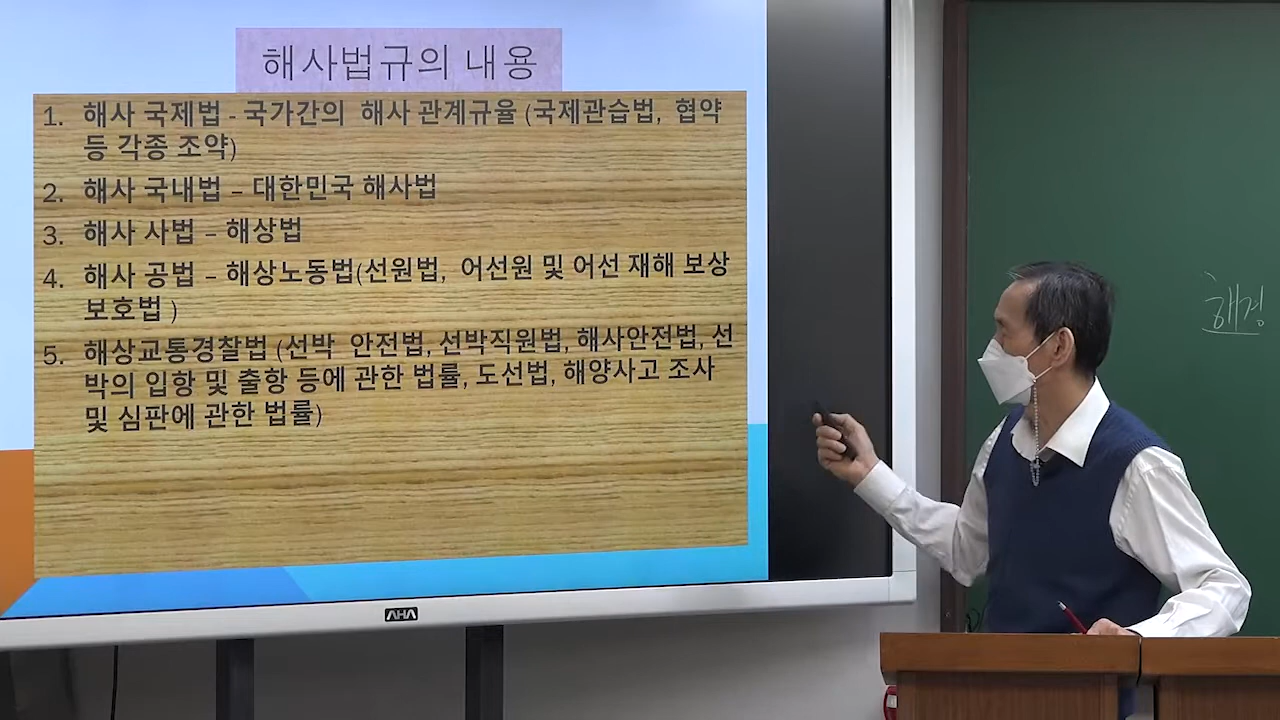 해사법규의 내용
1. 해사 국제법 - 국가간의 해사 관계규율 (국제관습법, 협약
등 각종 조약)
2. 해사 국내법 – 대한민국 해사법
3. 해사 사법 – 해상법
4. 해사 공법 – 해상노동법(선원법, 어선원 및 어선 재해 보상
보호법 )
5. 해상교통경찰법 (선박 안전법, 선박직원법, 해사안전법, 선
박의 입항 및 출항 등에 관한 법률, 도선법, 해양사고 조사
및 심판에 관한 법률)
해경
AHA